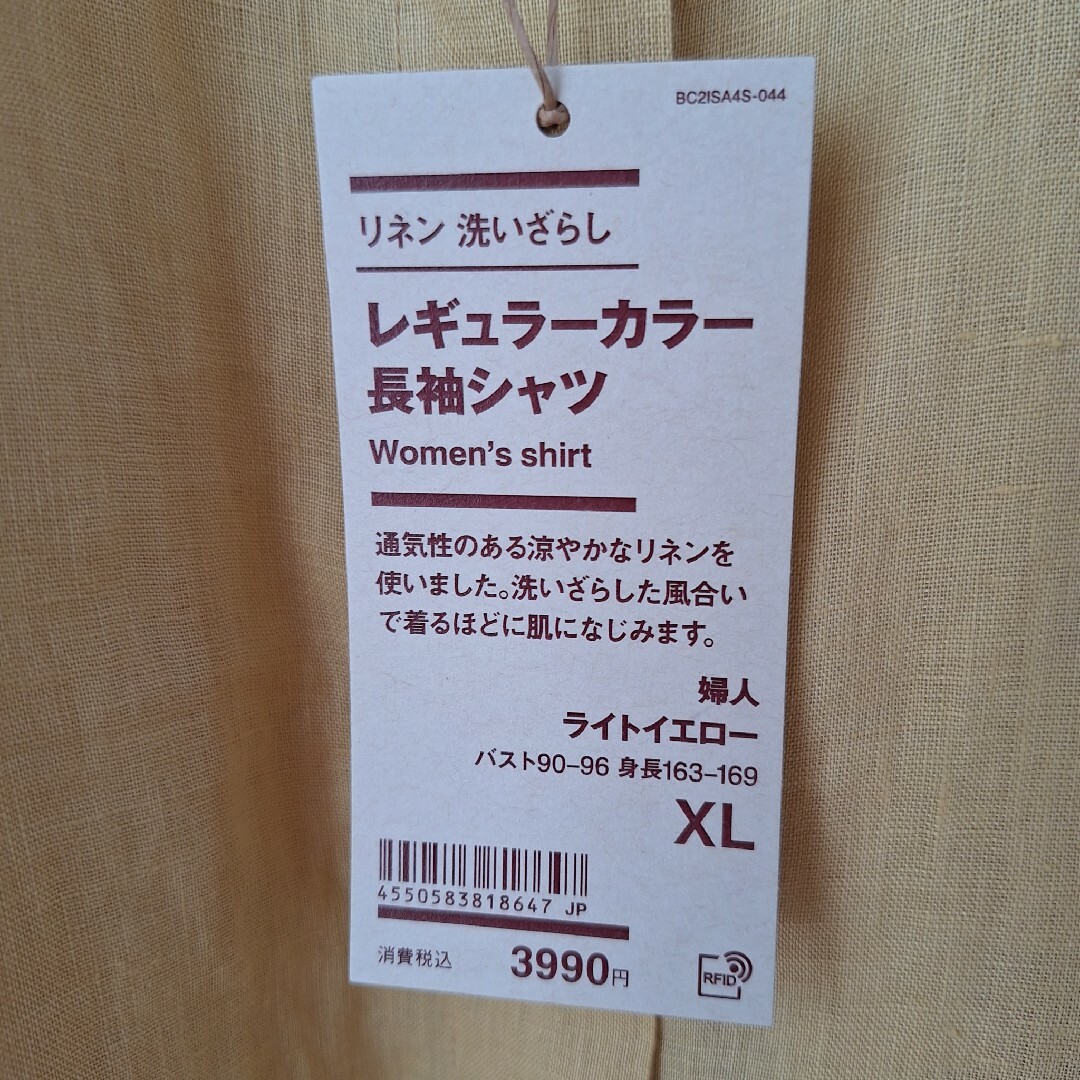 BC2ISA4S-044
リネン 洗いざらし
レギュラーカラー
長袖シャツ
Women's shirt
通気性のある涼やかなリネンを
使いました。洗いざらした風合い
で着るほどに肌になじみます。
婦人
ライトイエロー
バスト90-96 身長163-169
XL
4550583818647 JP
消費税込 3990円
RFID